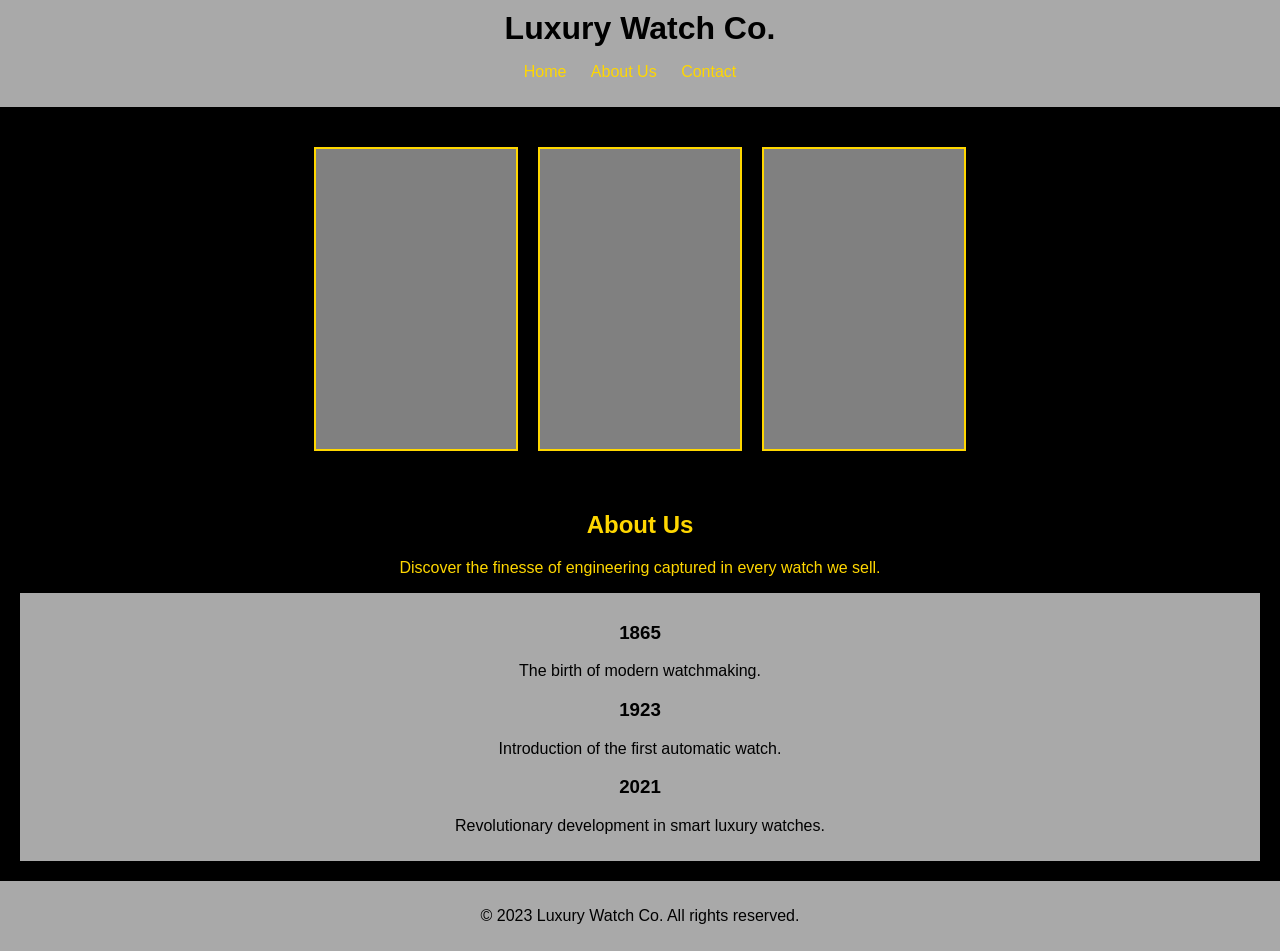 Luxury Watch Co.
Home About Us Contact
About Us
Discover the finesse of engineering captured in every watch we sell.
1865
The birth of modern watchmaking.
1923
Introduction of the first automatic watch.
2021
Revolutionary development in smart luxury watches.
© 2023 Luxury Watch Co. All rights reserved.